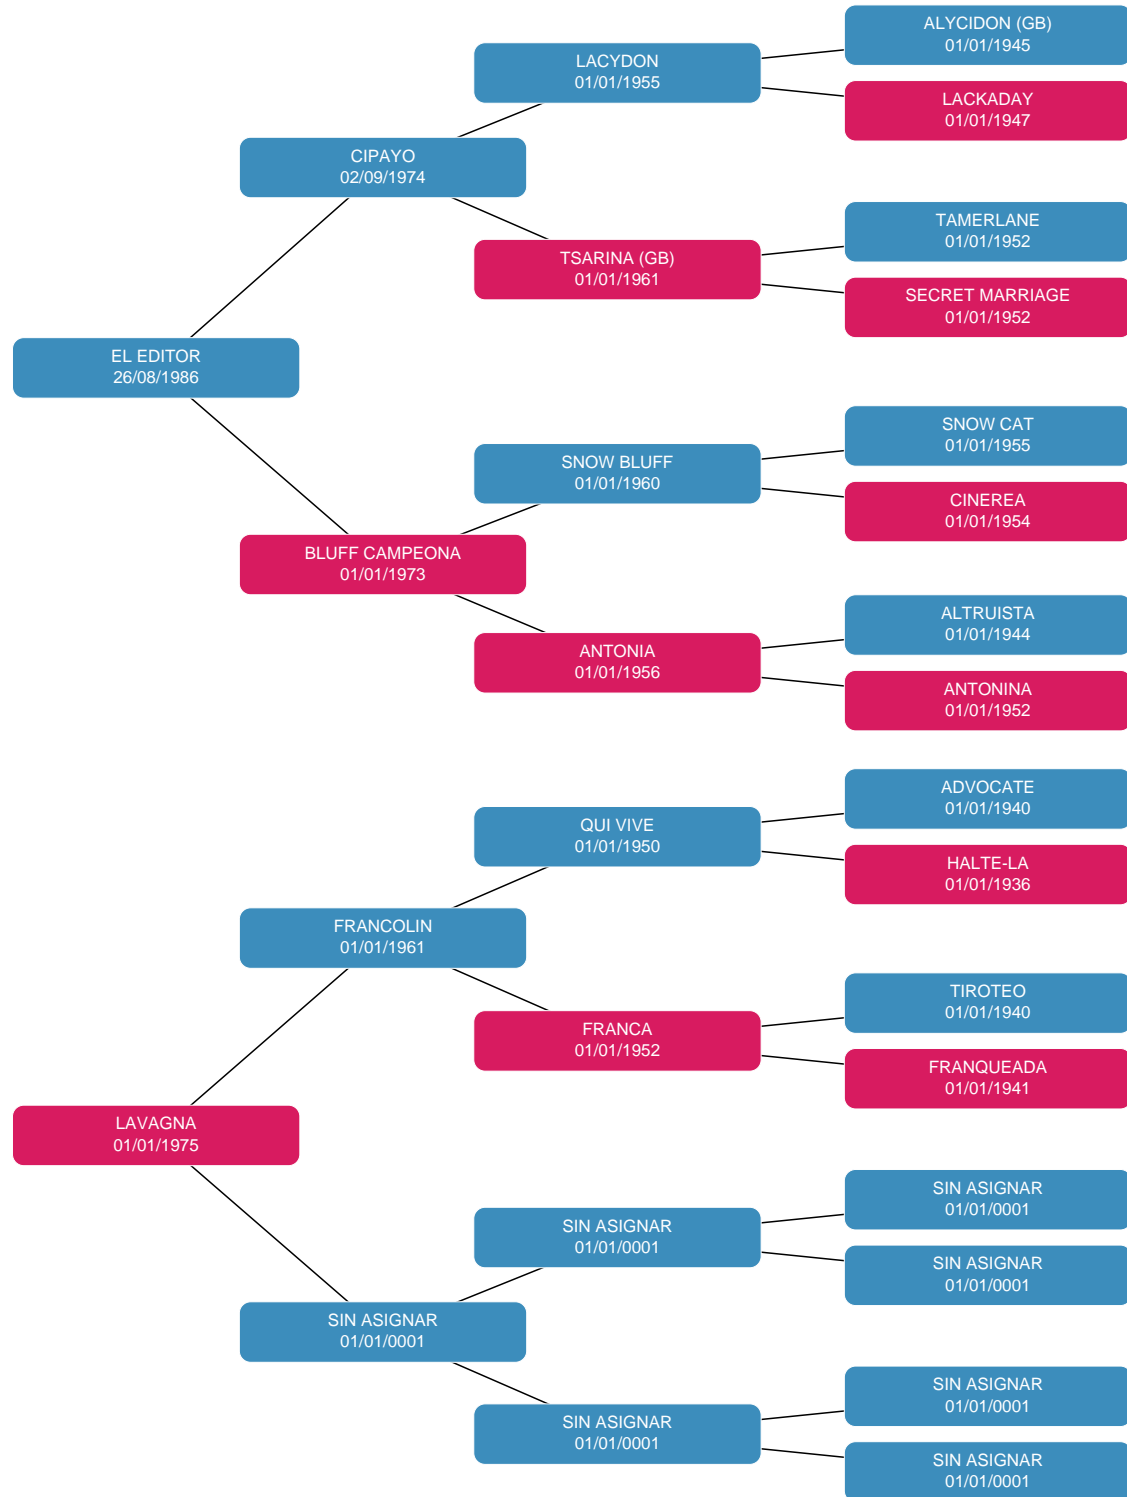 ALYCIDON (GB)
01/01/1945
LACYDON
01/01/1955
LACKADAY
01/01/1947
CIPAYO
02/09/1974
TAMERLANE
01/01/1952
TSARINA (GB)
01/01/1961
SECRET MARRIAGE
01/01/1952
EL EDITOR
26/08/1986
SNOW CAT
01/01/1955
SNOW BLUFF
01/01/1960
CINEREA
01/01/1954
BLUFF CAMPEONA
01/01/1973
ALTRUISTA
01/01/1944
ANTONIA
01/01/1956
ANTONINA
01/01/1952
ADVOCATE
01/01/1940
QUI VIVE
01/01/1950
HALTE-LA
01/01/1936
FRANCOLIN
01/01/1961
TIROTEO
01/01/1940
FRANCA
01/01/1952
FRANQUEADA
01/01/1941
LAVAGNA
01/01/1975
SIN ASIGNAR
01/01/0001
SIN ASIGNAR
01/01/0001
SIN ASIGNAR
01/01/0001
SIN ASIGNAR
01/01/0001
SIN ASIGNAR
01/01/0001
SIN ASIGNAR
01/01/0001
SIN ASIGNAR
01/01/0001